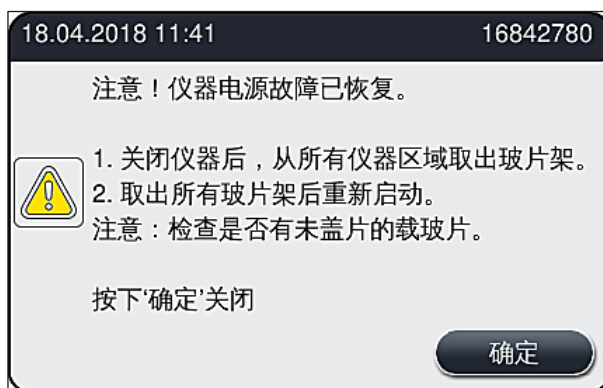 18.04.2018 11:41 16842780
注意！仪器电源故障已恢复。
1. 关闭仪器后，从所有仪器区域取出玻片架。
2. 取出所有玻片架后重新启动。
注意：检查是否有未盖片的载玻片。
按下‘确定’关闭
确定